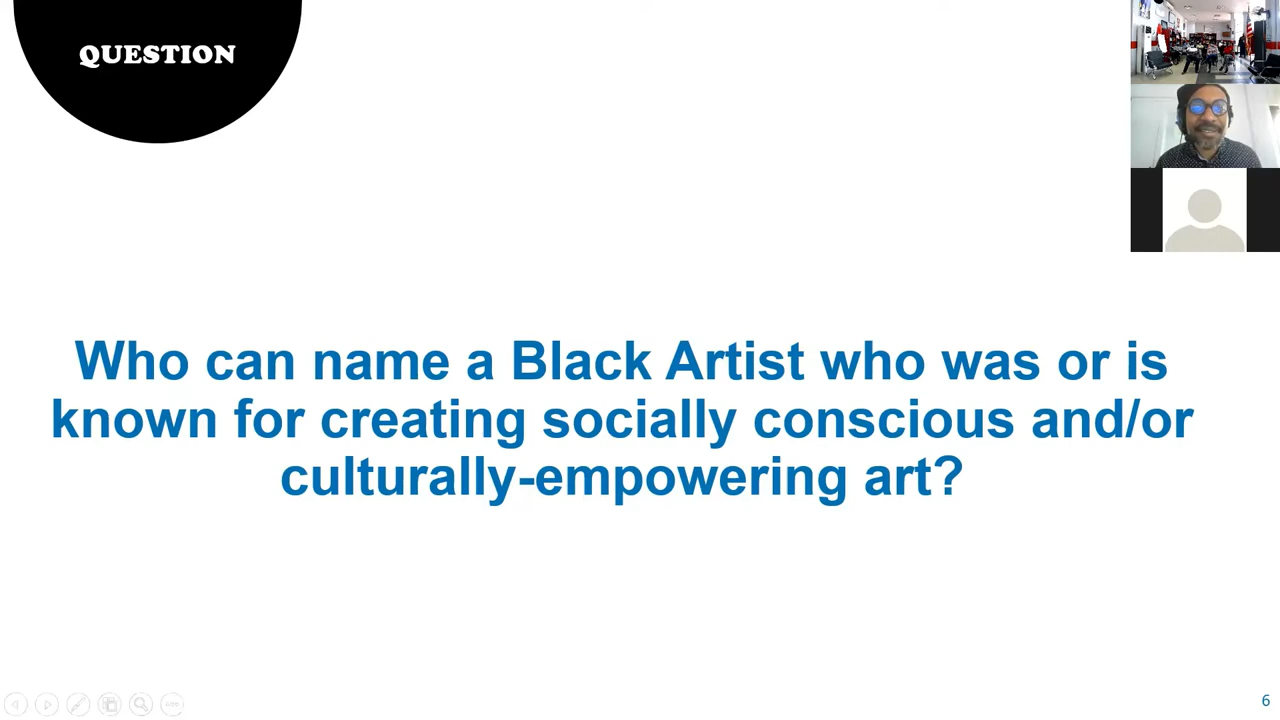 QUESTION
Who can name a Black Artist who was or is
known for creating socially conscious and/or
culturally-empowering art?
6